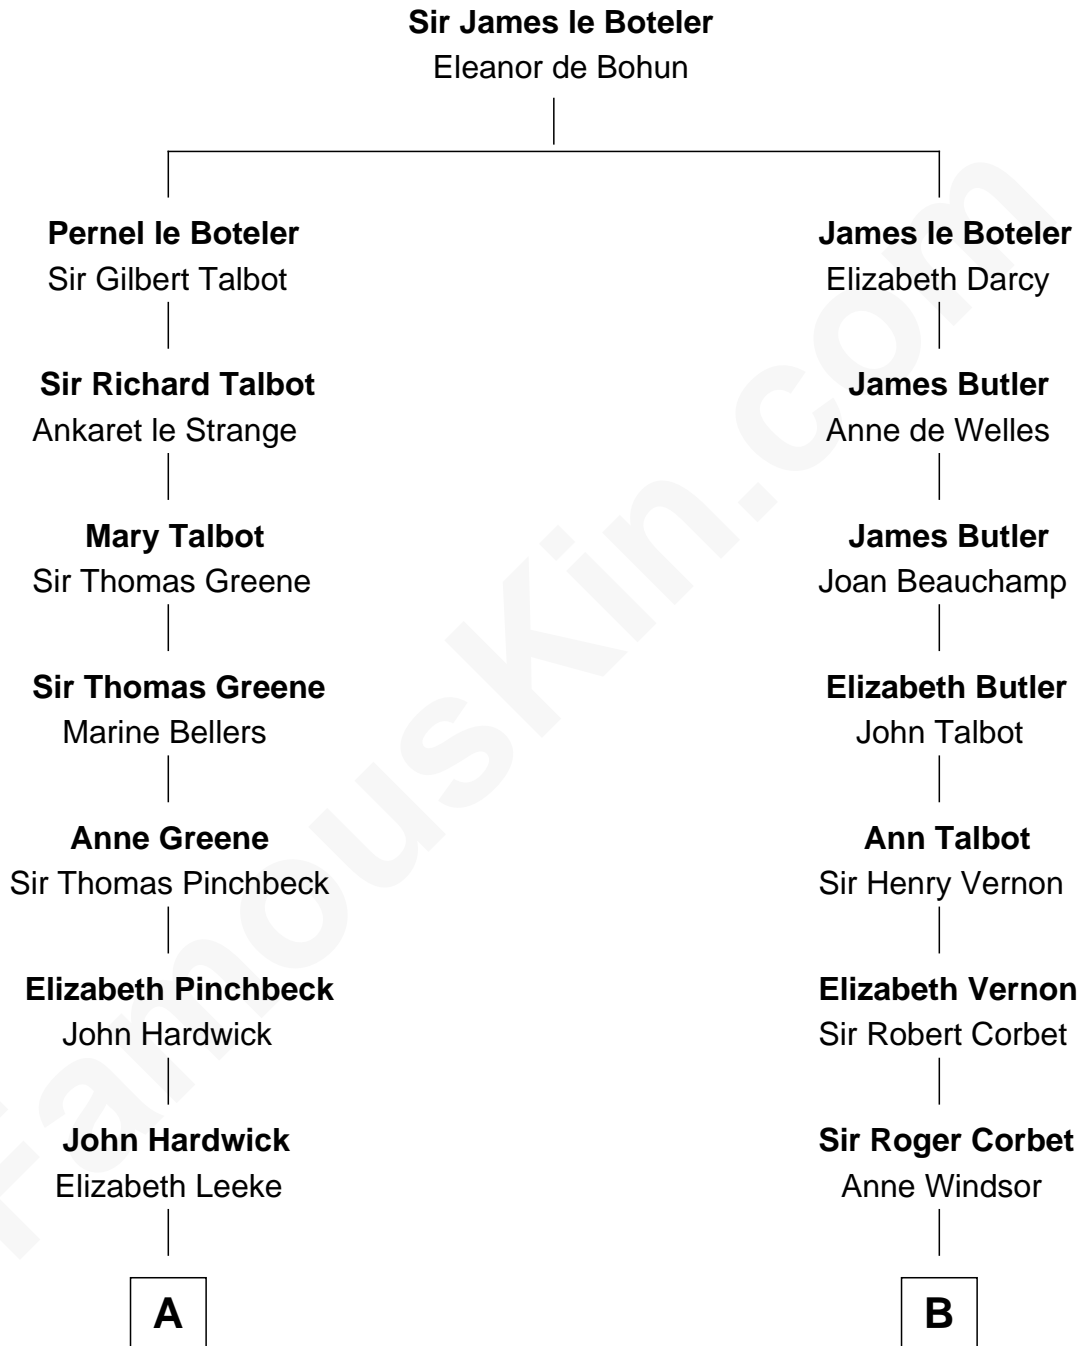 Sir James le Boteler
Eleanor de Bohun
Pernel le Boteler
Sir Gilbert Talbot
James le Boteler
Elizabeth Darcy
Sir Richard Talbot
Ankaret le Strange
James Butler
Anne de Welles
Mary Talbot
Sir Thomas Greene
James Butler
Joan Beauchamp
Sir Thomas Greene
Marine Bellers
Elizabeth Butler
John Talbot
Anne Greene
Sir Thomas Pinchbeck
Ann Talbot
Sir Henry Vernon
Elizabeth Pinchbeck
John Hardwick
Elizabeth Vernon
Sir Robert Corbet
John Hardwick
Elizabeth Leeke
Sir Roger Corbet
Anne Windsor
A
B
FamousKin.com